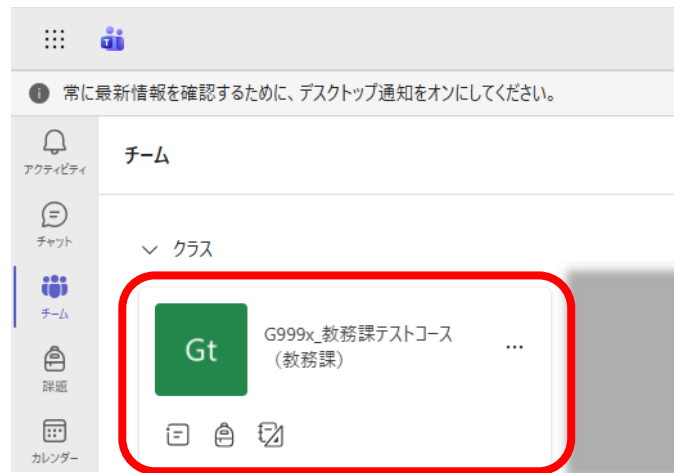 常に最新情報を確認するために、デスクトップ通知をオンにしてください。
アクティビティ
チーム
チャット
クラス
チーム
Gt
G999x_教務課テストコース
（教務課）
課題
カレンダー